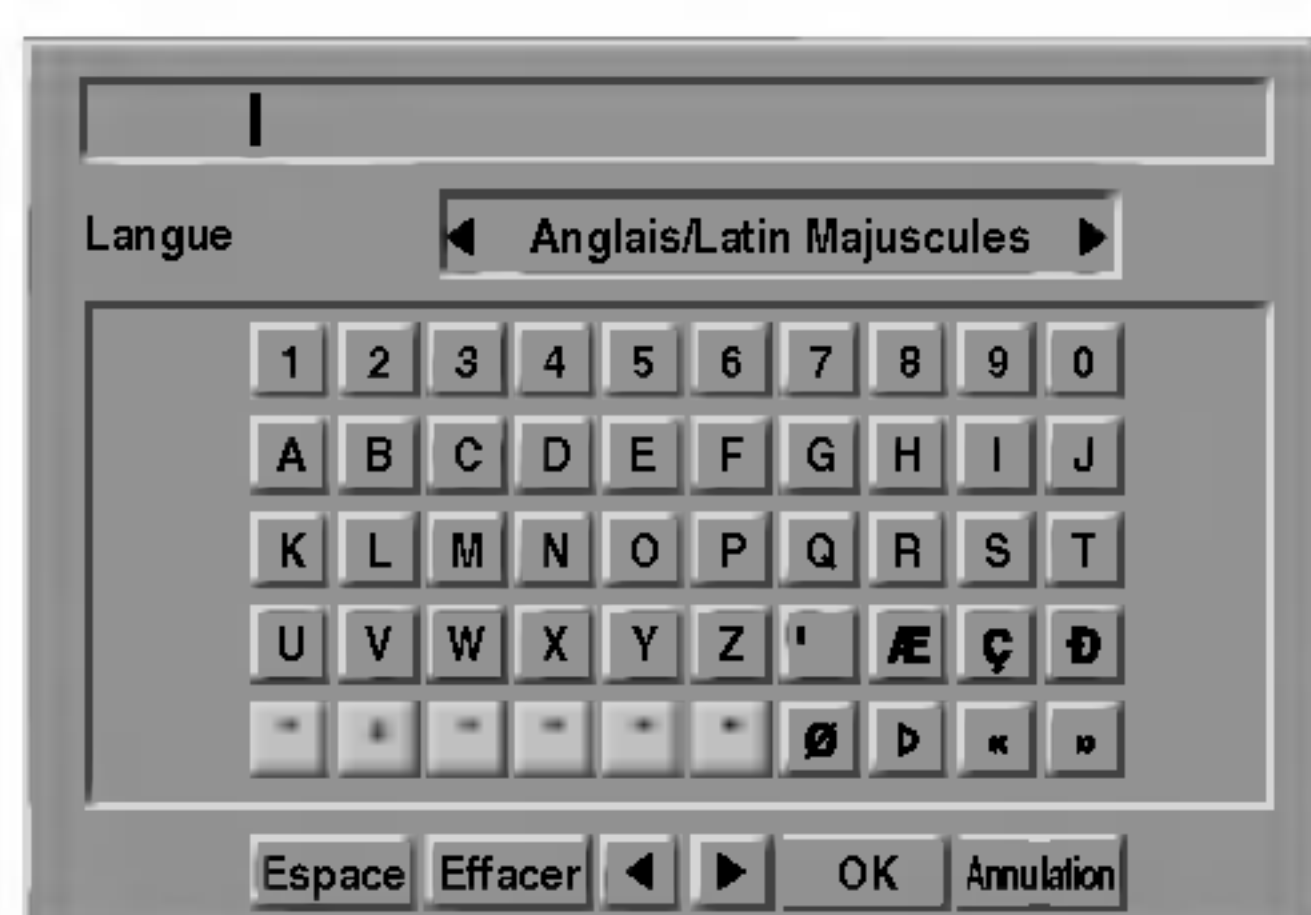 Langue ◀ Anglais/Latin Majuscules ▶
1 2 3 4 5 6 7 8 9 0
A B C D E F G H I J
K L M N O P Q R S T
U V W X Y Z ' Æ Ç Ð
Ø Þ « »
Espace Effacer ◀ ▶ OK Annulation